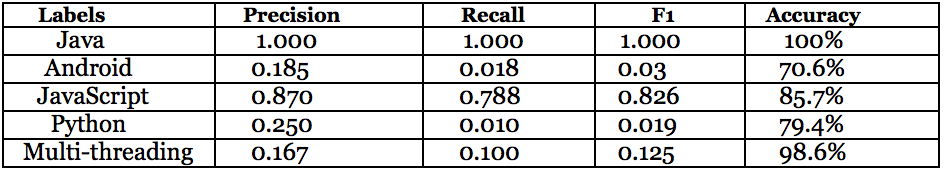 Labels Precision Recall F1 Accuracy
Java 1.000 1.000 1.000 100%
Android 0.185 0.018 0.03 70.6%
JavaScript 0.870 0.788 0.826 85.7%
Python 0.250 0.010 0.019 79.4%
Multi-threading 0.167 0.100 0.125 98.6%